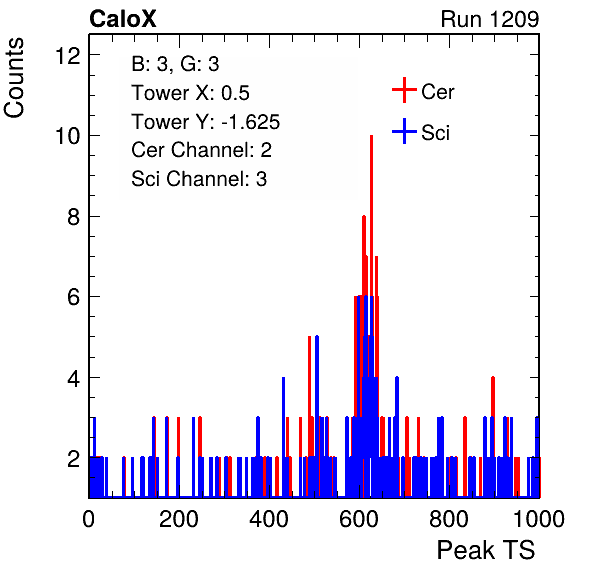 CaloX Run 1209
Counts
12
10
8
6
4
2
B: 3, G: 3
Tower X: 0.5
Tower Y: -1.625
Cer Channel: 2
Sci Channel: 3
Cer
Sci
0 200 400 600 800 1000
Peak TS